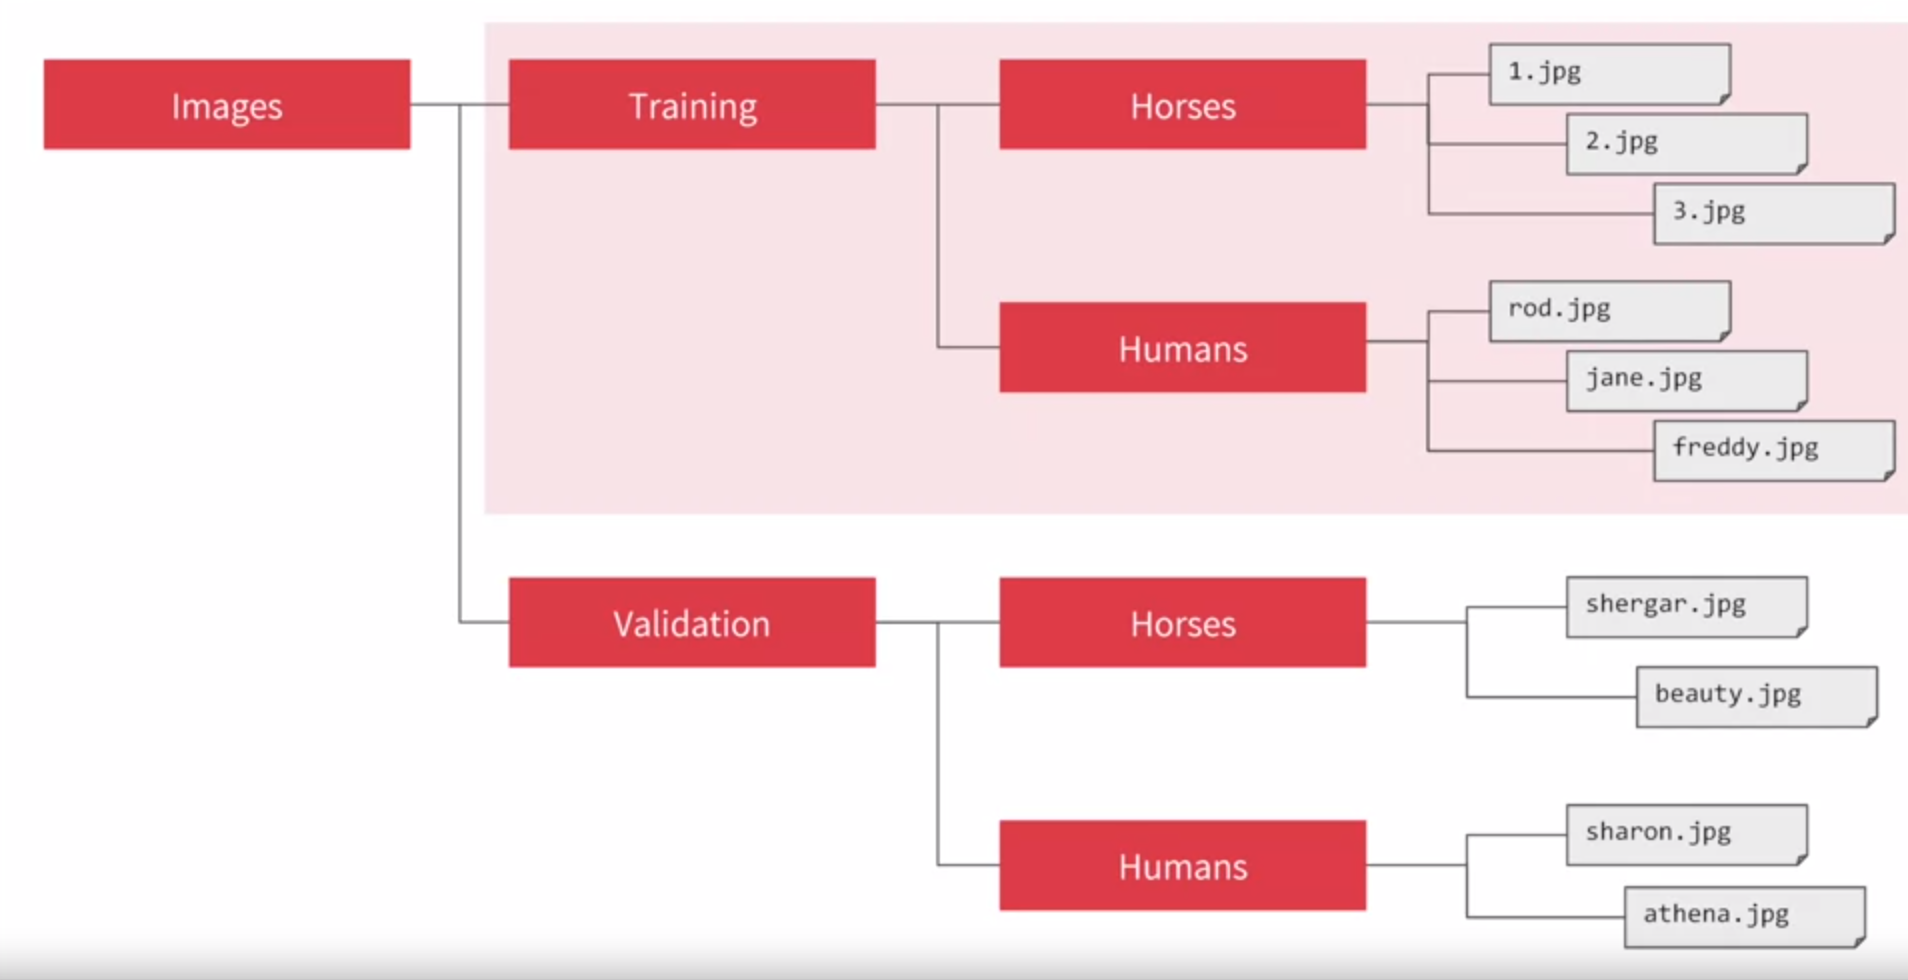 Images
Training
Horses
1.jpg
2.jpg
3.jpg
Humans
rod.jpg
jane.jpg
freddy.jpg
Validation
Horses
shergar.jpg
beauty.jpg
Humans
sharon.jpg
athena.jpg